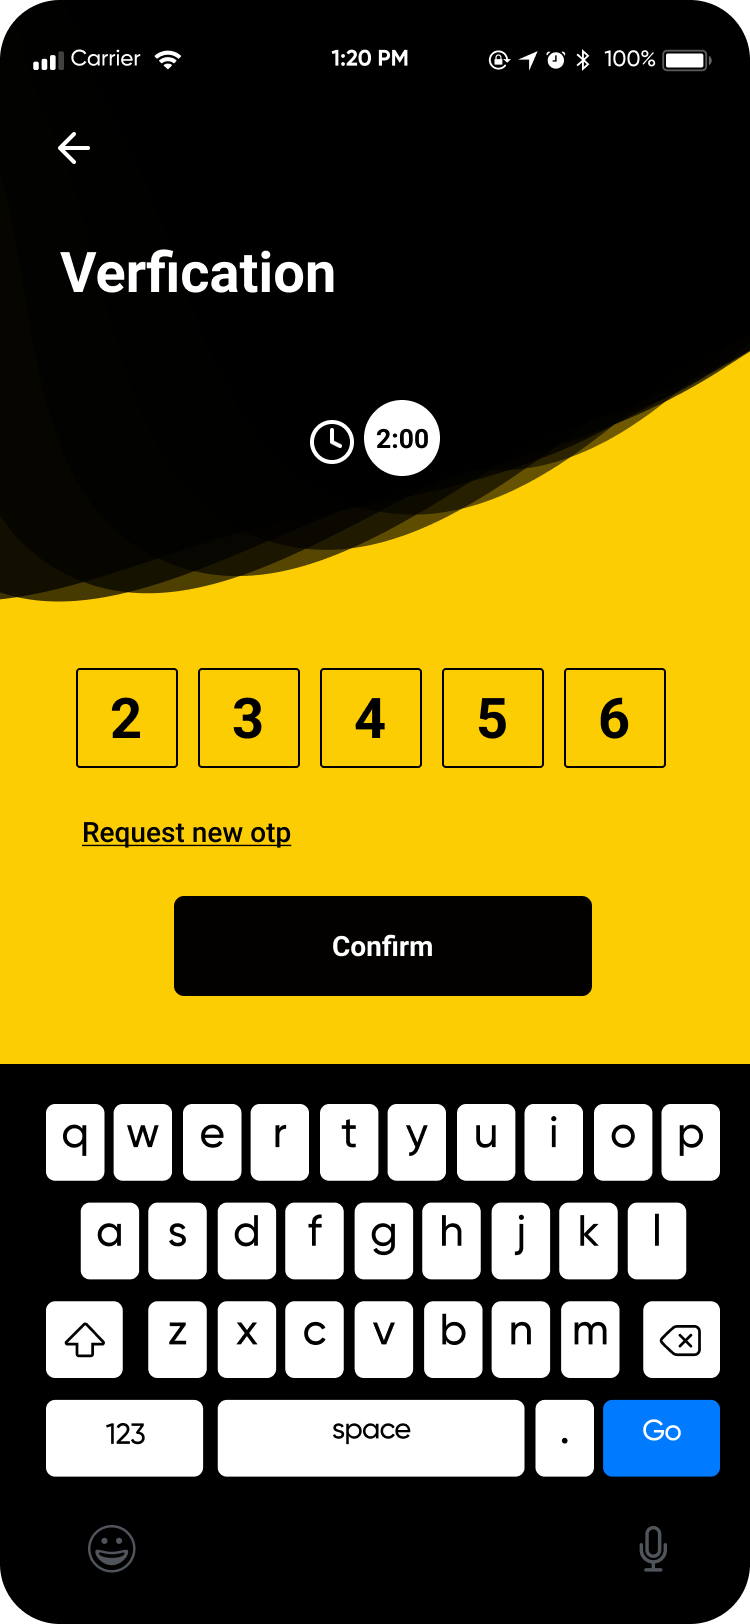 Carrier 1:20 PM 100%
Verfication
2:00
2 3 4 5 6
Request new otp
Confirm
q w e r t y u i o p
a s d f g h j k l
z x c v b n m
123 space . Go